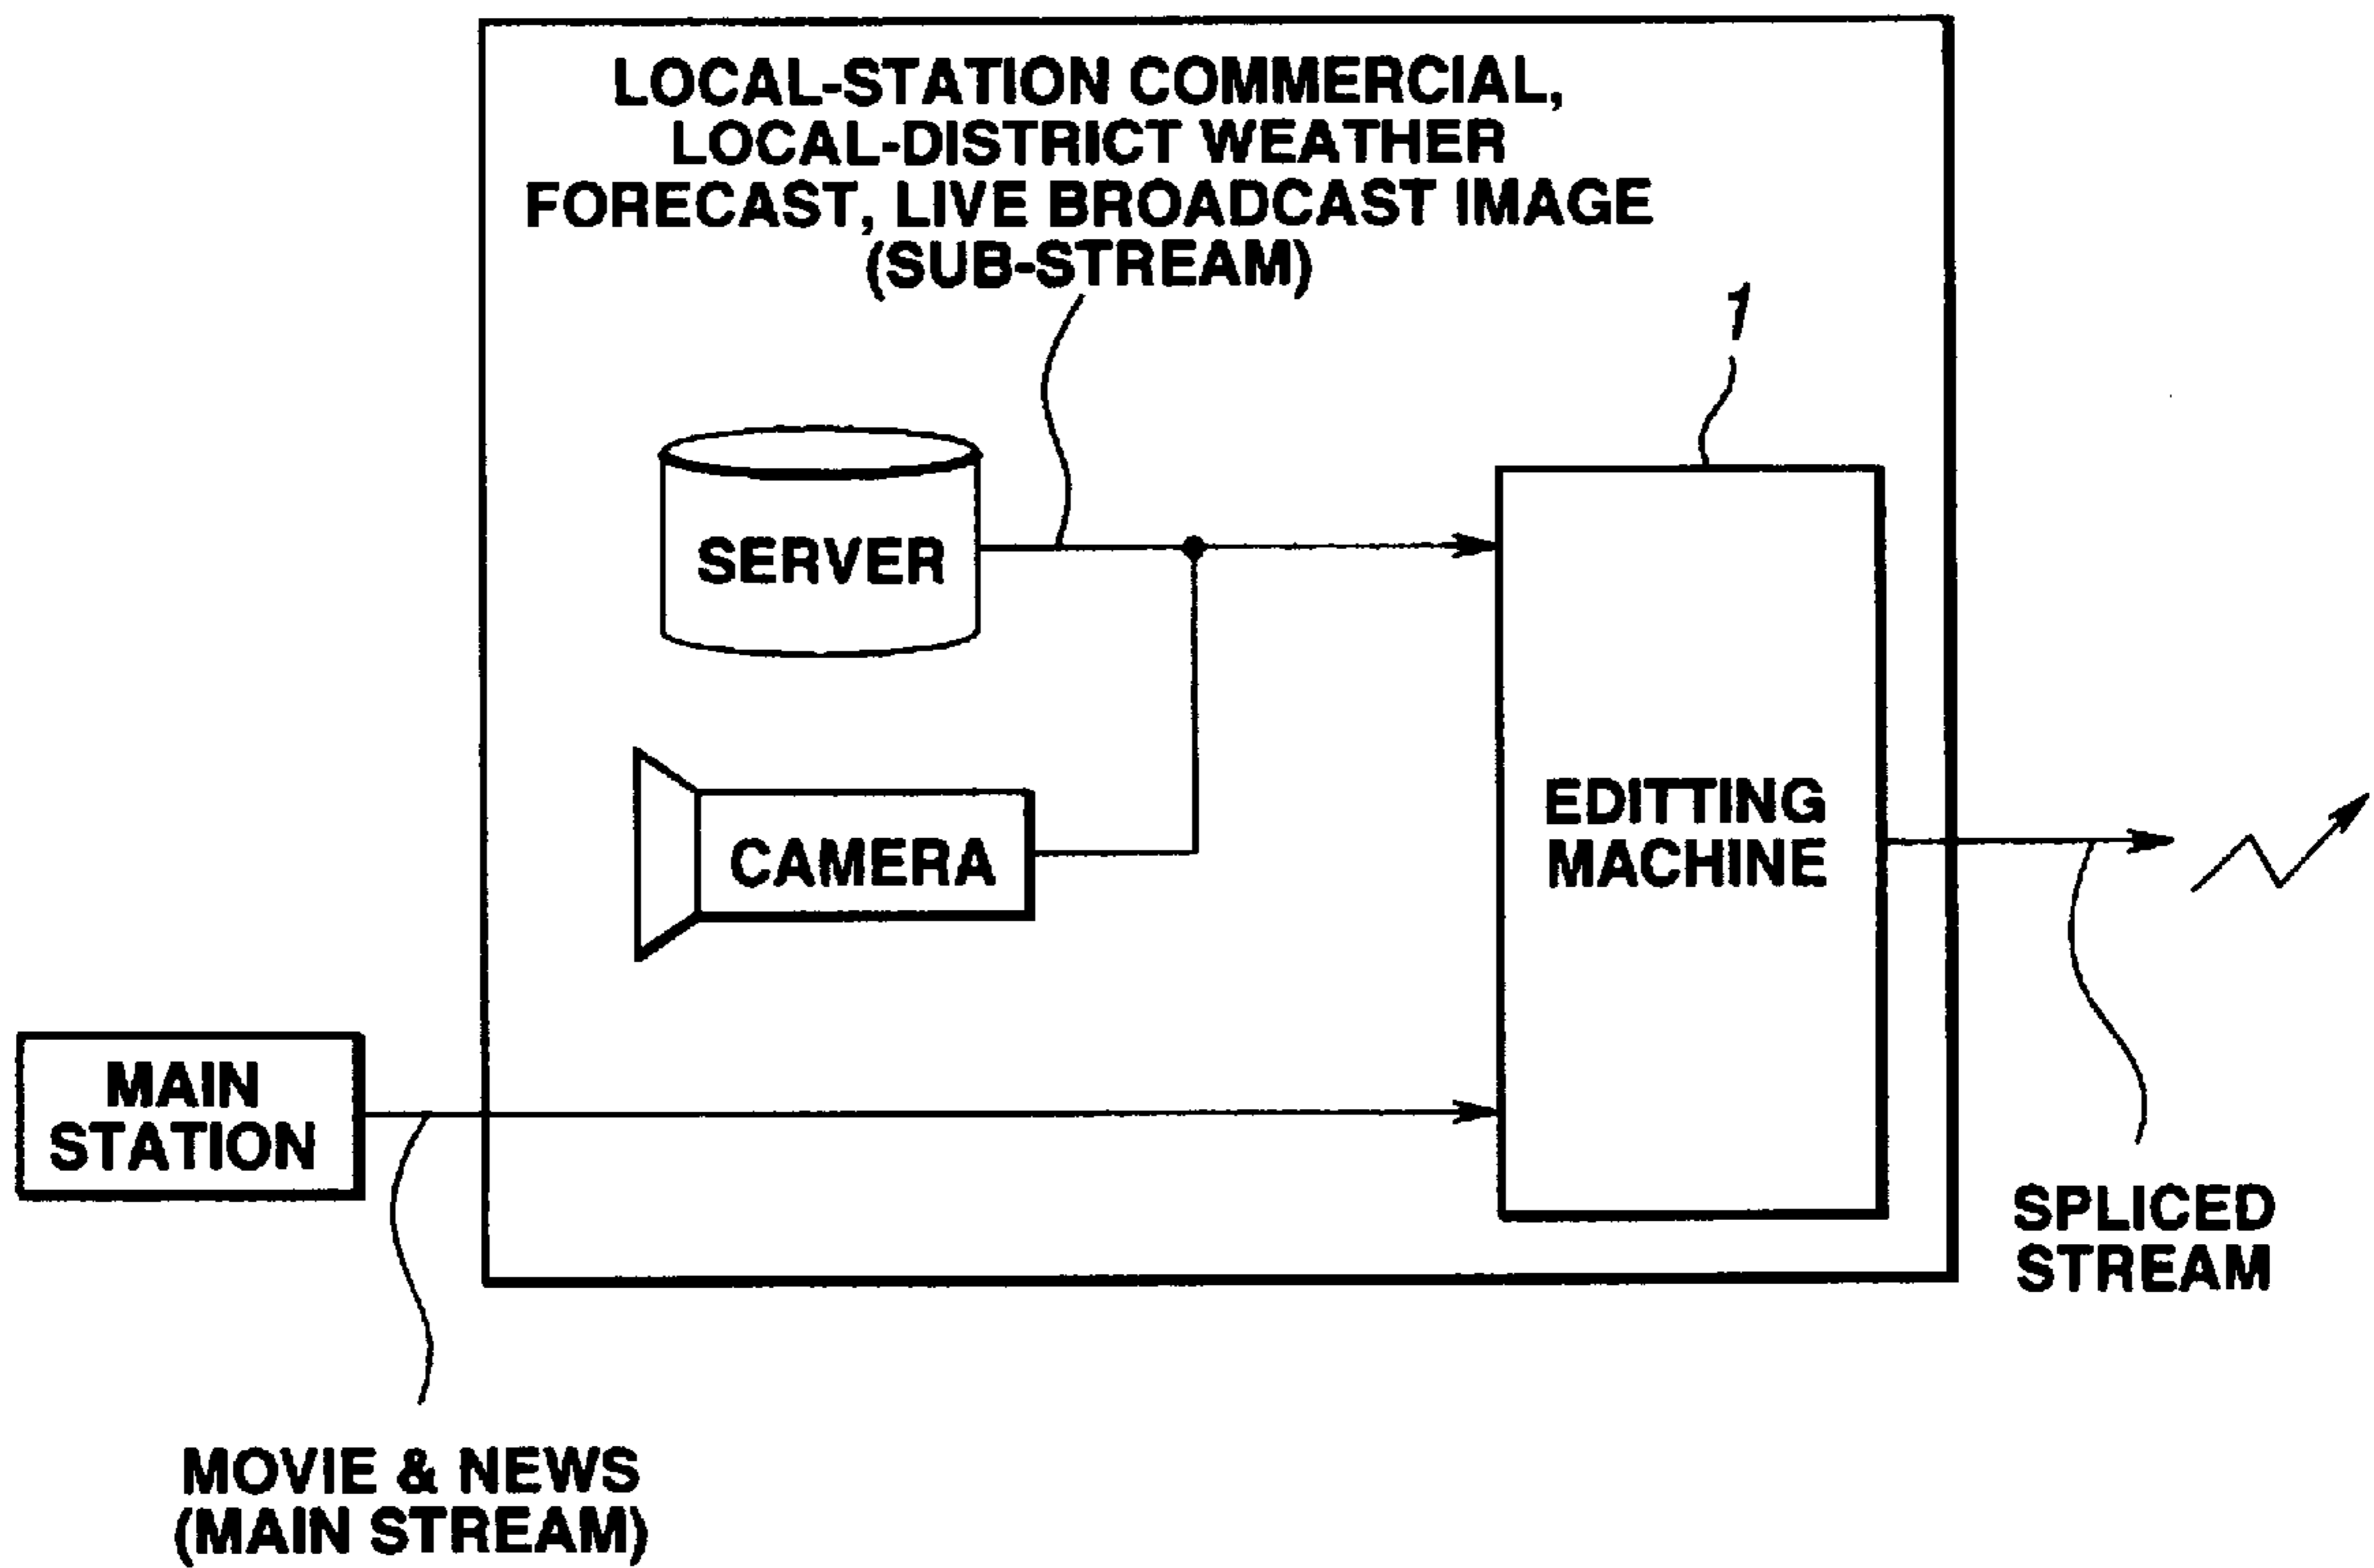 LOCAL-STATION COMMERCIAL,
LOCAL-DISTRICT WEATHER
FORECAST, LIVE BROADCAST IMAGE
(SUB-STREAM)
1
SERVER
CAMERA
EDITTING
MACHINE
MAIN
STATION
SPLICED
STREAM
MOVIE & NEWS
(MAIN STREAM)